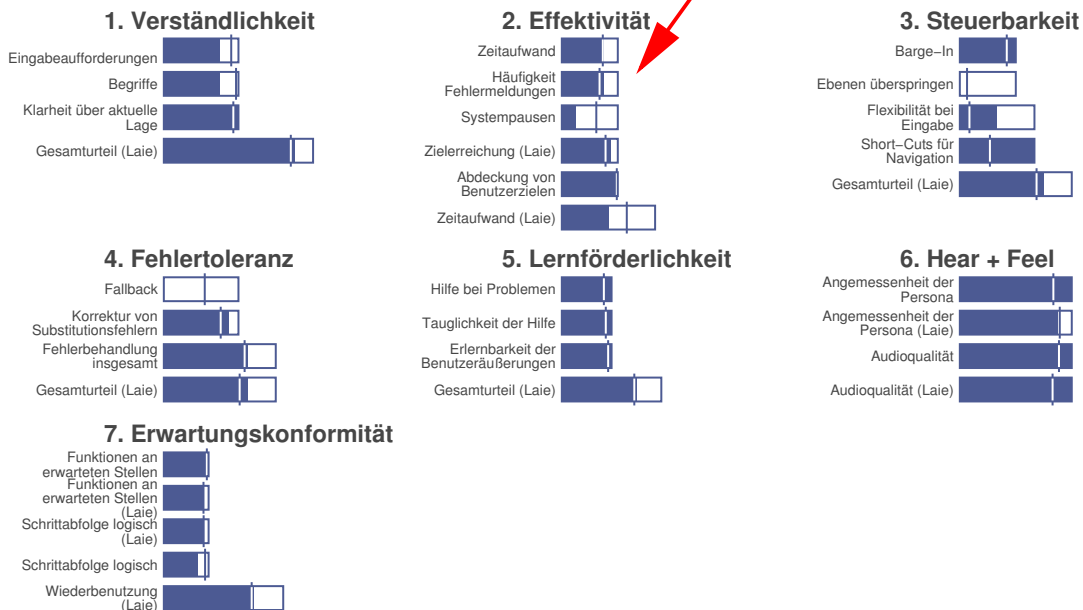 1. Verständlichkeit
Eingabeaufforderungen
Begriffe
Klarheit über aktuelle
Lage
Gesamturteil (Laie)
2. Effektivität
Zeitaufwand
Häufigkeit
Fehlermeldungen
Systempausen
Zielerreichung (Laie)
Abdeckung von
Benutzerzielen
Zeitaufwand (Laie)
3. Steuerbarkeit
Barge−In
Ebenen überspringen
Flexibilität bei
Eingabe
Short−Cuts für
Navigation
Gesamturteil (Laie)
4. Fehlertoleranz
Fallback
Korrektur von
Substitutionsfehlern
Fehlerbehandlung
insgesamt
Gesamturteil (Laie)
5. Lernförderlichkeit
Hilfe bei Problemen
Tauglichkeit der Hilfe
Erlernbarkeit der
Benutzeräußerungen
Gesamturteil (Laie)
6. Hear + Feel
Angemessenheit der
Persona
Angemessenheit der
Persona (Laie)
Audioqualität
Audioqualität (Laie)
7. Erwartungskonformität
Funktionen an
erwarteten Stellen
Funktionen an
erwarteten Stellen
(Laie)
Schrittabfolge logisch
(Laie)
Schrittabfolge logisch
Wiederbenutzung
(Laie)